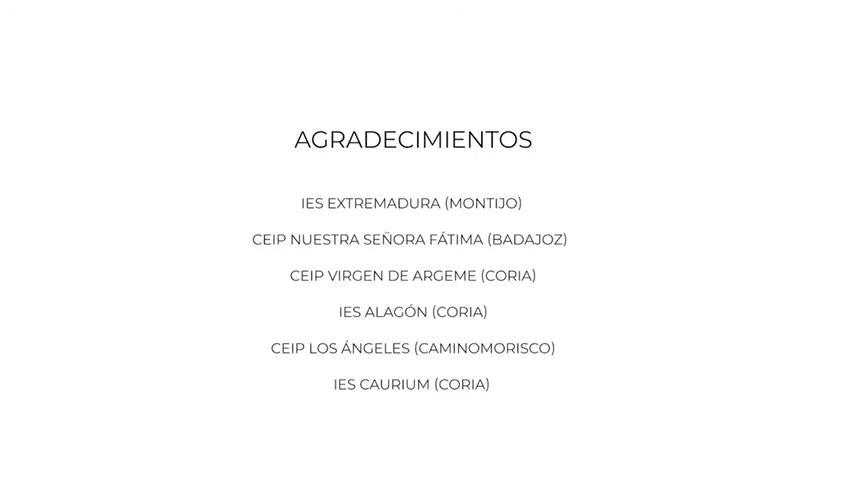 AGRADECIMIENTOS
IES EXTREMADURA (MONTIJO)
CEIP NUESTRA SEÑORA FÁTIMA (BADAJOZ)
CEIP VIRGEN DE ARGEME (CORIA)
IES ALAGÓN (CORIA)
CEIP LOS ÁNGELES (CAMINOMORISCO)
IES CAURIUM (CORIA)